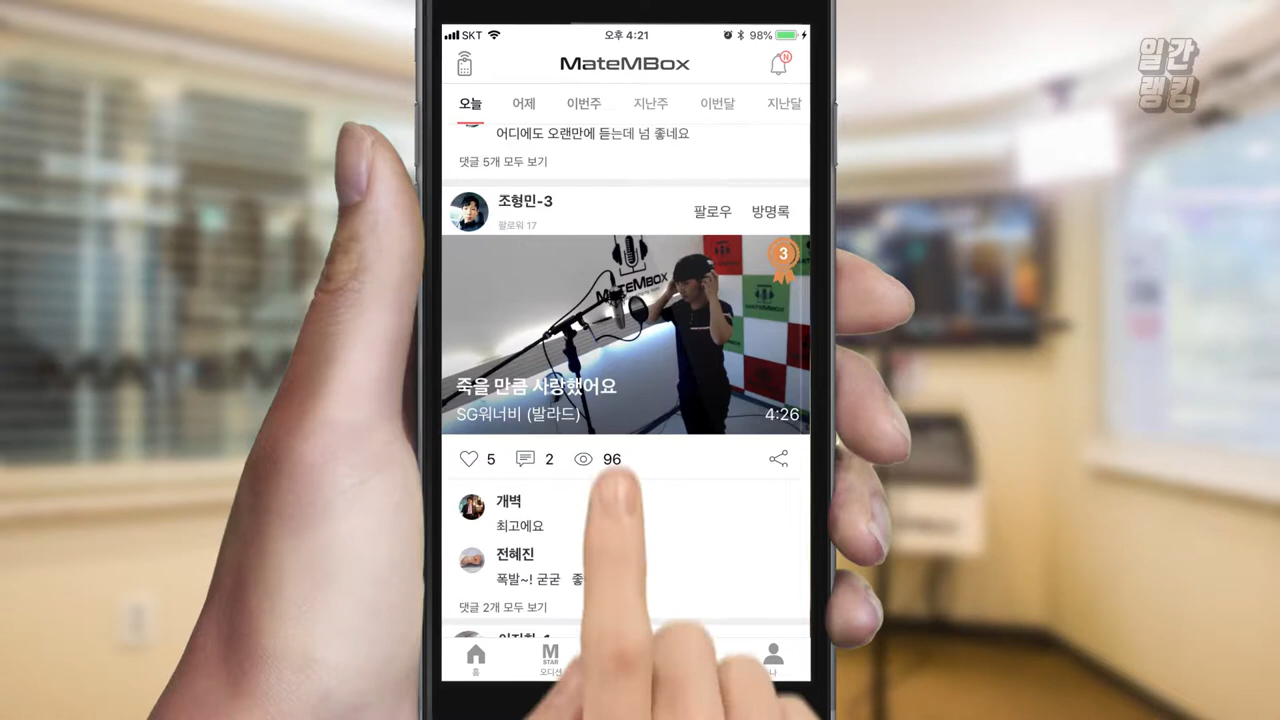 SKT
오후 4:21
98%
MateMBox
N
일간
랭킹
오늘 어제 이번주 지난주 이번달 지난달
어디에도 오랜만에 듣는데 넘 좋네요
댓글 5개 모두 보기
조형민-3
팔로워 17
팔로우 방명록
3
MATEMBOX
죽을 만큼 사랑했어요
SG워너비 (발라드)
4:26
5 2 96
개벽
최고에요
전혜진
폭발~! 굳굳 좋
댓글 2개 모두 보기
M
STAR
홈 오디션 나